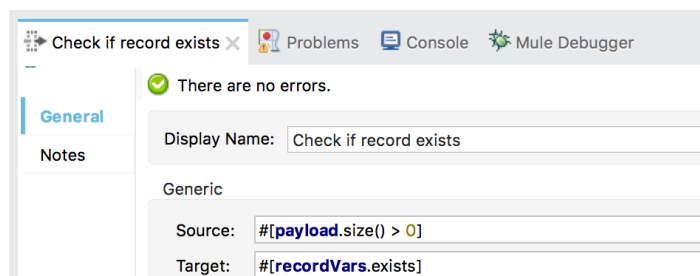 Check if record exists Problems Console Mule Debugger
There are no errors.
General
Display Name: Check if record exists
Notes
Generic
Source: #[payload.size() > 0]
Target: #[recordVars.exists]